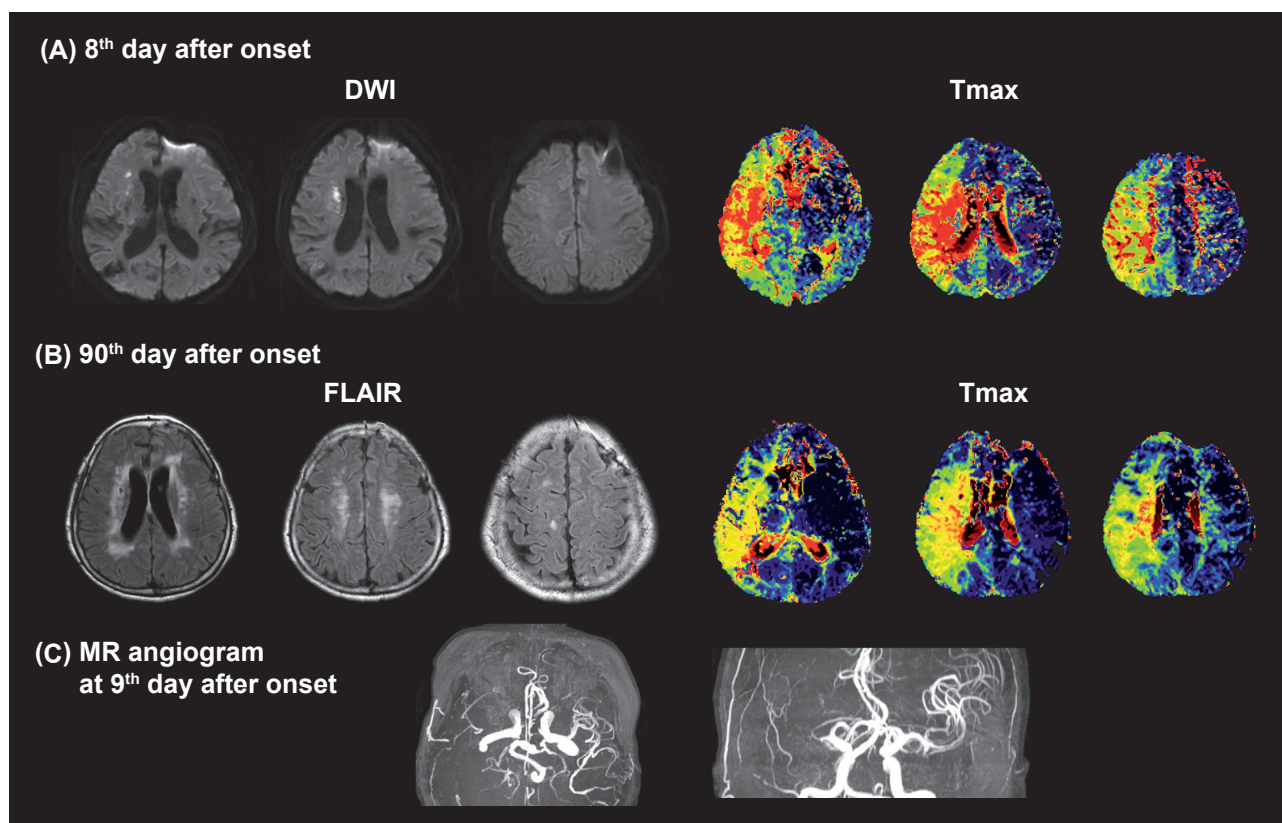 (A) 8th day after onset
DWI
Tmax
(B) 90th day after onset
FLAIR
Tmax
(C) MR angiogram
at 9th day after onset